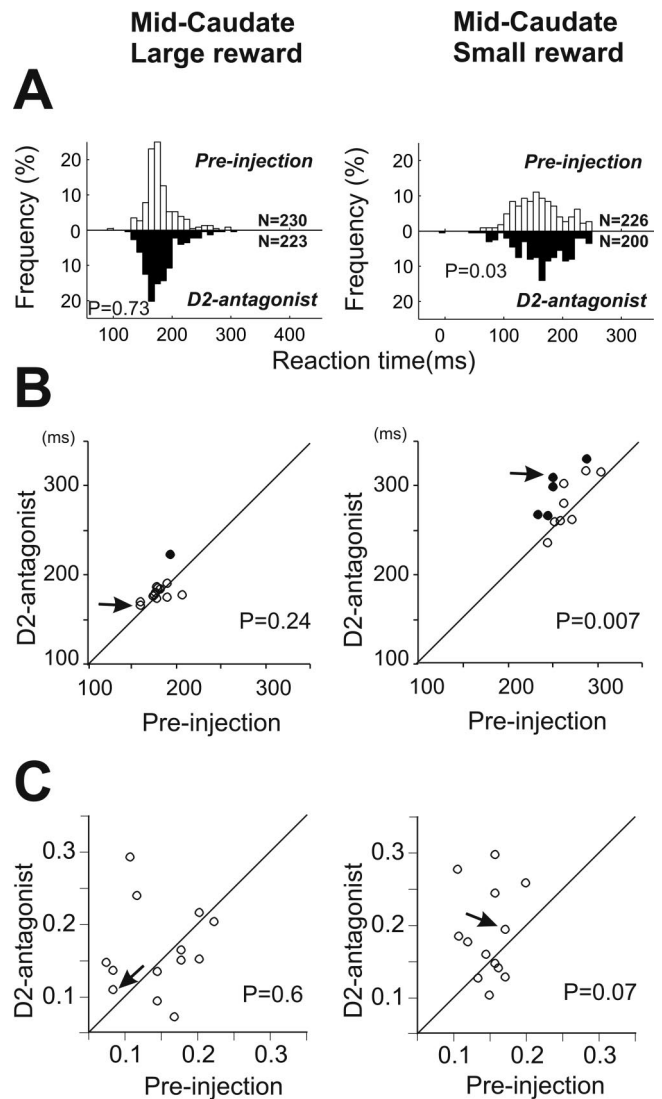 Mid-Caudate
Large reward
Mid-Caudate
Small reward
A
Frequency (%)
20
10
0
10
20
Pre-injection
N=230
N=223
P=0.73
D2-antagonist
100 200 300 400
Frequency (%)
20
10
0
10
20
Pre-injection
N=226
N=200
P=0.03
D2-antagonist
0 100 200 300
Reaction time(ms)
B
(ms)
D2-antagonist
300
200
100
P=0.24
100 200 300
Pre-injection
(ms)
D2-antagonist
300
200
100
P=0.007
100 200 300
Pre-injection
C
D2-antagonist
0.3
0.2
0.1
P=0.6
0.1 0.2 0.3
Pre-injection
D2-antagonist
0.3
0.2
0.1
P=0.07
0.1 0.2 0.3
Pre-injection